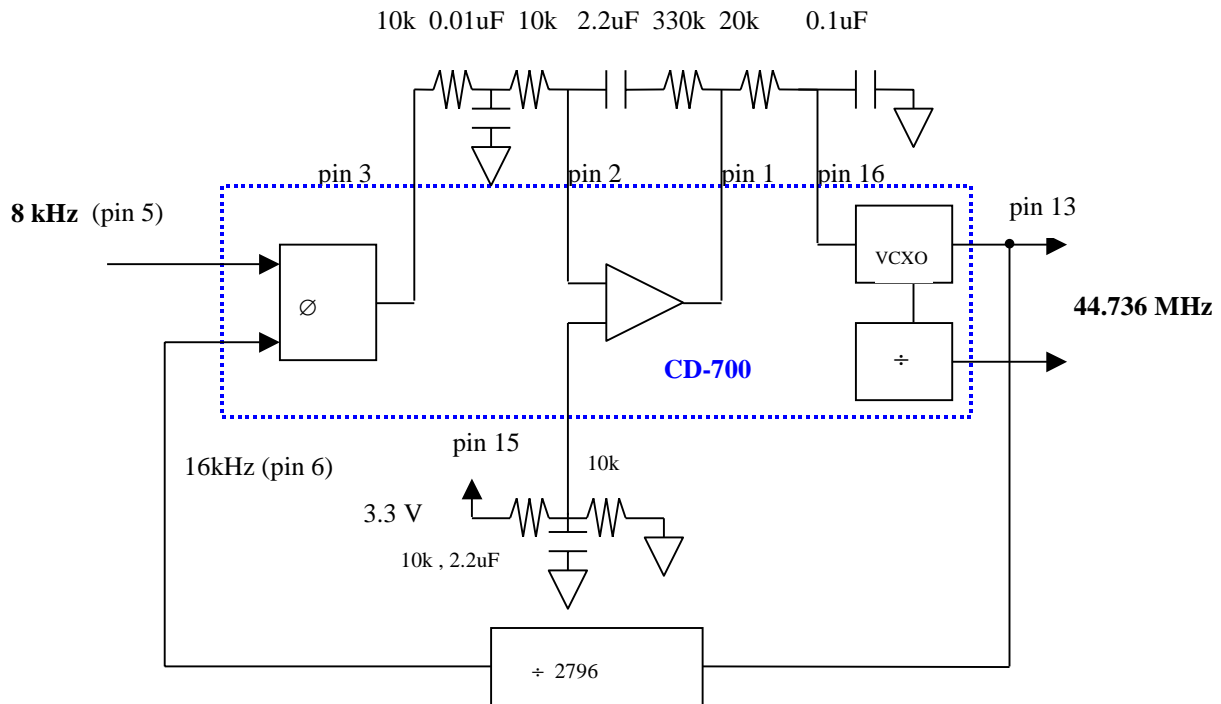 10k 0.01uF 10k 2.2uF 330k 20k 0.1uF
pin 3 pin 2 pin 1 pin 16
8 kHz (pin 5)
pin 13
VCXO
∅
44.736 MHz
÷
CD-700
pin 15
16kHz (pin 6)
10k
3.3 V
10k , 2.2uF
÷ 2796